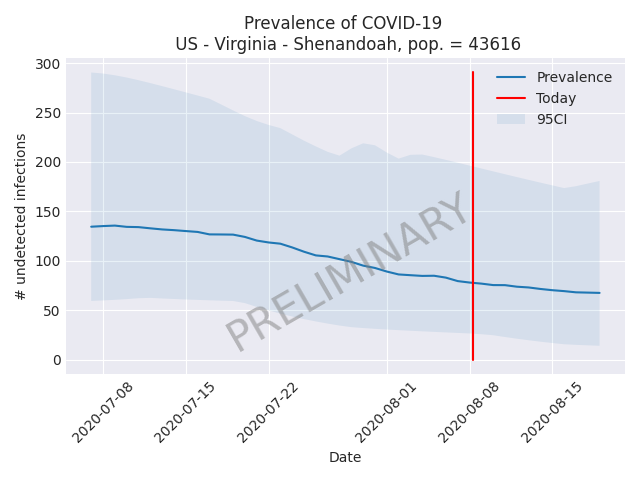 Prevalence of COVID-19
US - Virginia - Shenandoah, pop. = 43616
300
250
200
150
100
50
0
# undetected infections
Prevalence
Today
95CI
PRELIMINARY
2020-07-08
2020-07-15
2020-07-22
2020-08-01
2020-08-08
2020-08-15
Date